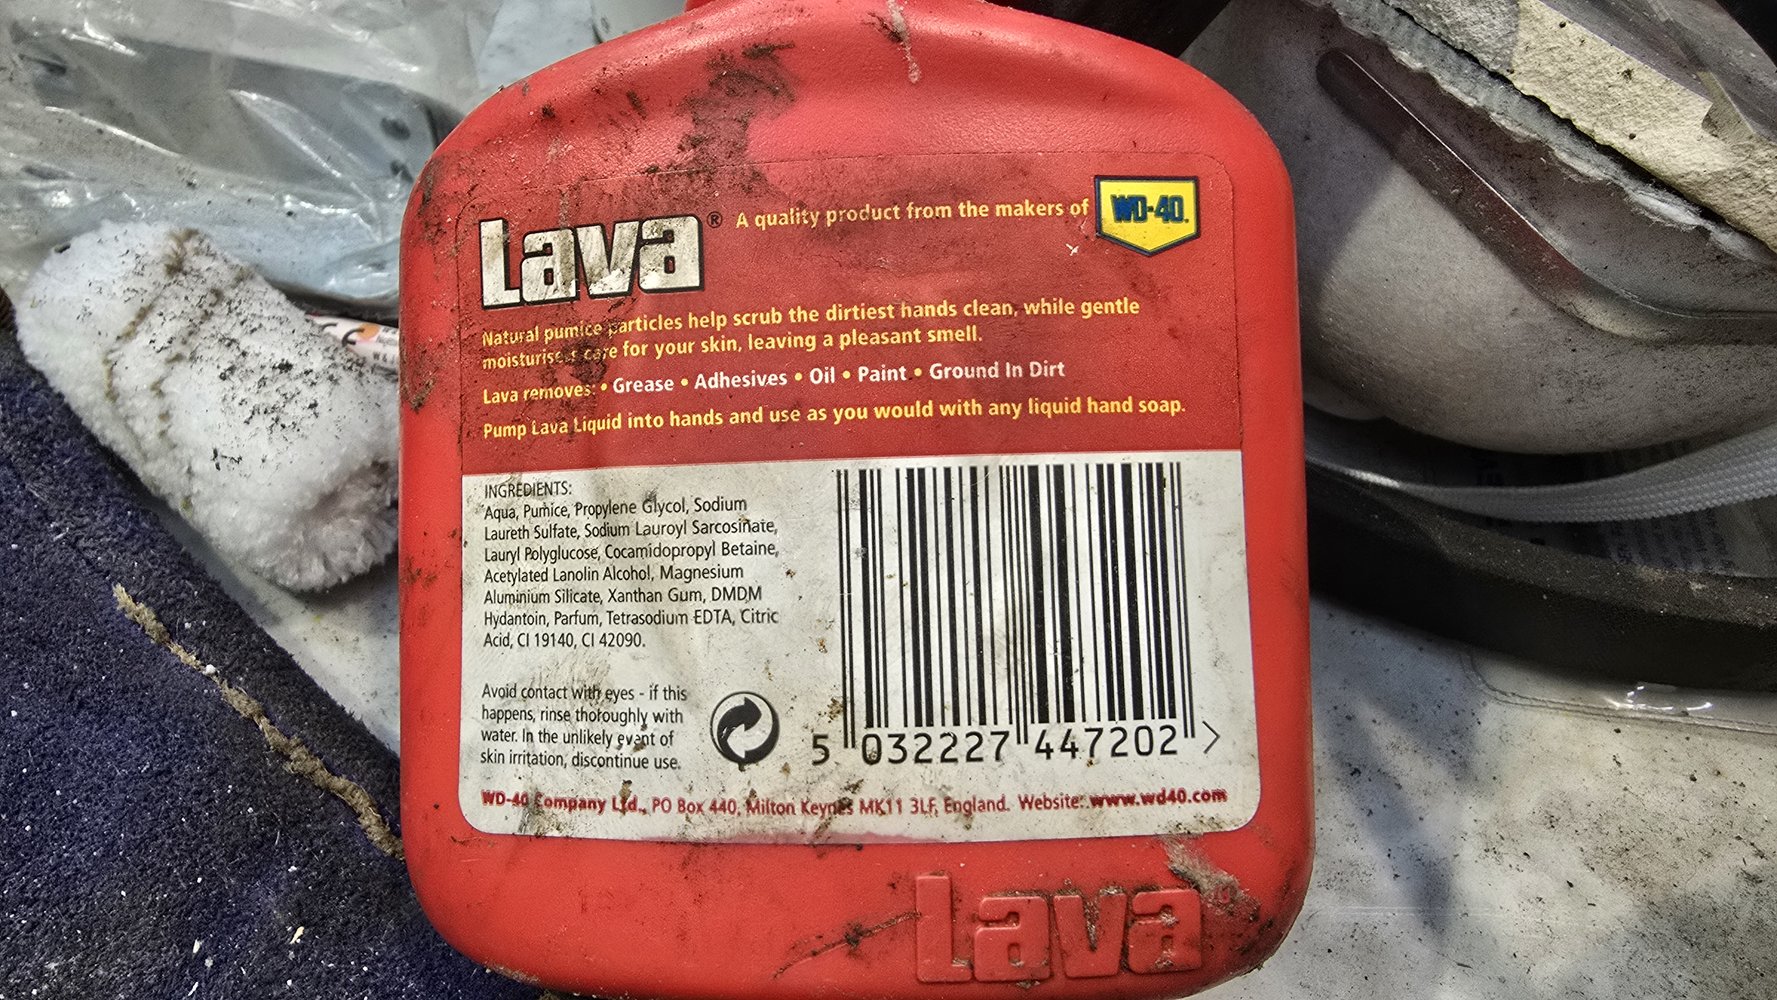 Lava® A quality product from the makers of WD-40.
Natural pumice particles help scrub the dirtiest hands clean, while gentle
moisturisers care for your skin, leaving a pleasant smell.
Lava removes: • Grease • Adhesives • Oil • Paint • Ground In Dirt
Pump Lava Liquid into hands and use as you would with any liquid hand soap.
INGREDIENTS:
Aqua, Pumice, Propylene Glycol, Sodium
Laureth Sulfate, Sodium Lauroyl Sarcosinate,
Lauryl Polyglucose, Cocamidopropyl Betaine,
Acetylated Lanolin Alcohol, Magnesium
Aluminium Silicate, Xanthan Gum, DMDM
Hydantoin, Parfum, Tetrasodium EDTA, Citric
Acid, CI 19140, CI 42090.
Avoid contact with eyes - if this
happens, rinse thoroughly with
water. In the unlikely event of
skin irritation, discontinue use.
5 032227 447202 >
WD-40 Company Ltd., PO Box 440, Milton Keynes MK11 3LF, England. Website: www.wd40.com
Lava®